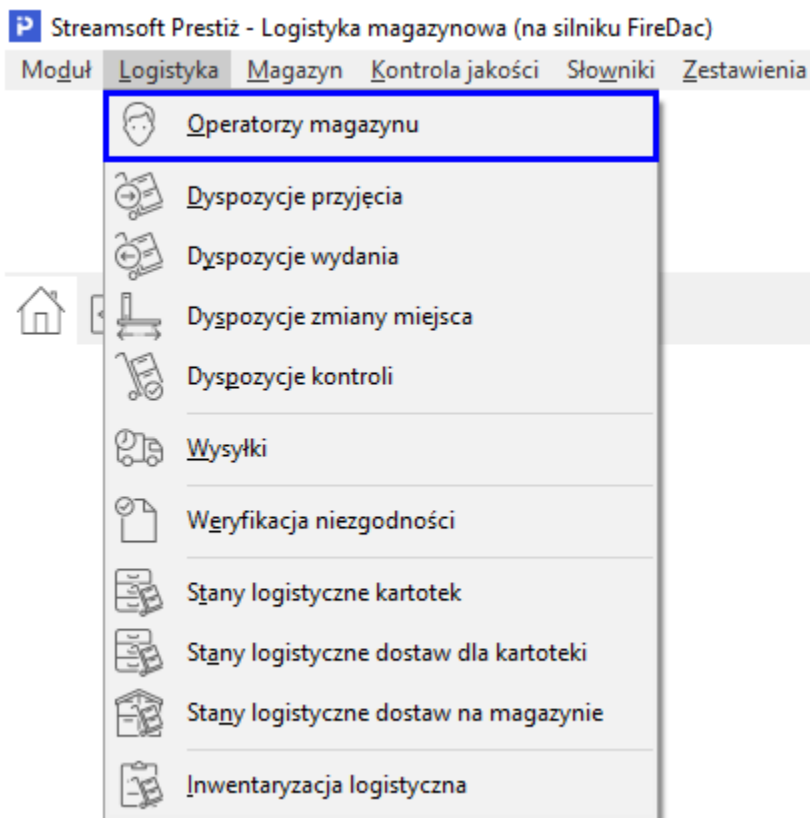 Streamsoft Prestiż - Logistyka magazynowa (na silniku FireDac)
Moduł Logistyka Magazyn Kontrola jakości Słowniki Zestawienia
Operatorzy magazynu
Dyspozycje przyjęcia
Dyspozycje wydania
Dyspozycje zmiany miejsca
Dyspozycje kontroli
Wysyłki
Weryfikacja niezgodności
Stany logistyczne kartotek
Stany logistyczne dostaw dla kartoteki
Stany logistyczne dostaw na magazynie
Inwentaryzacja logistyczna